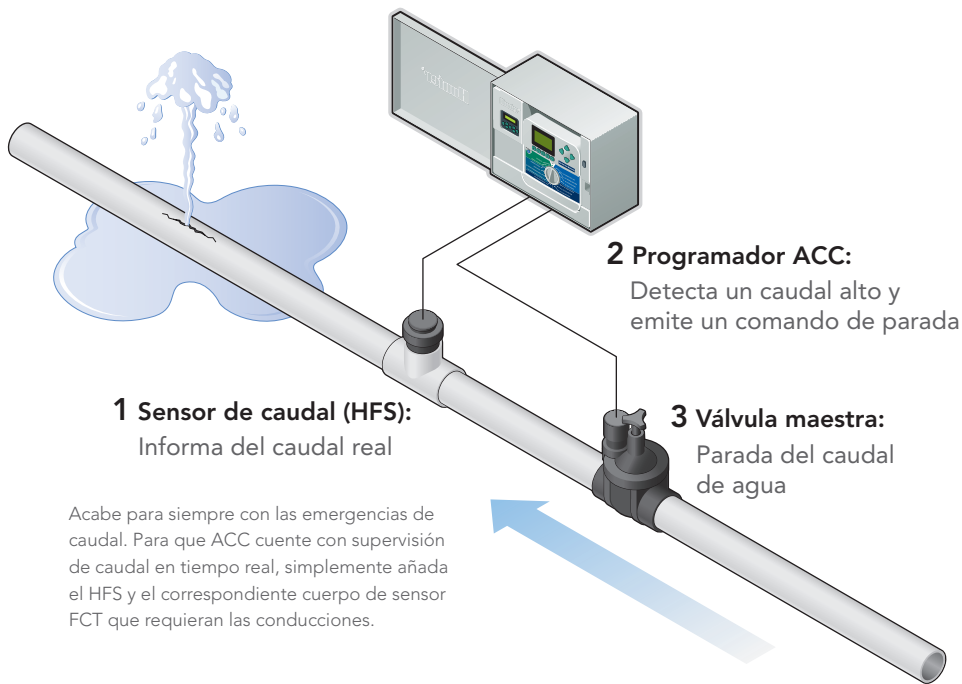 2 Programador ACC:
Detecta un caudal alto y
emite un comando de parada
1 Sensor de caudal (HFS):
Informa del caudal real
3 Válvula maestra:
Parada del caudal
de agua
Acabe para siempre con las emergencias de
caudal. Para que ACC cuente con supervisión
de caudal en tiempo real, simplemente añada
el HFS y el correspondiente cuerpo de sensor
FCT que requieran las conducciones.